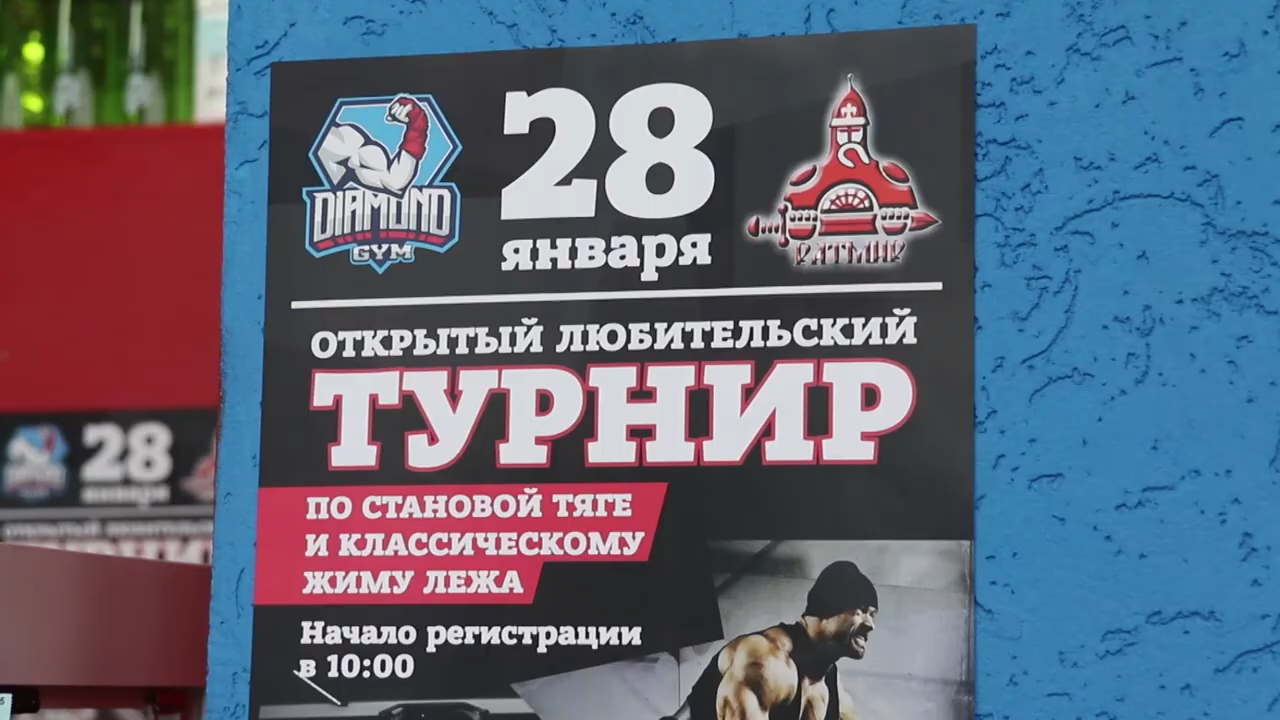 DIAMOND
GYM
28
января
РАТМИР
ОТКРЫТЫЙ ЛЮБИТЕЛЬСКИЙ
ТУРНИР
ПО СТАНОВОЙ ТЯГЕ
И КЛАССИЧЕСКОМУ
ЖИМУ ЛЕЖА
Начало регистрации
в 10:00
28
января